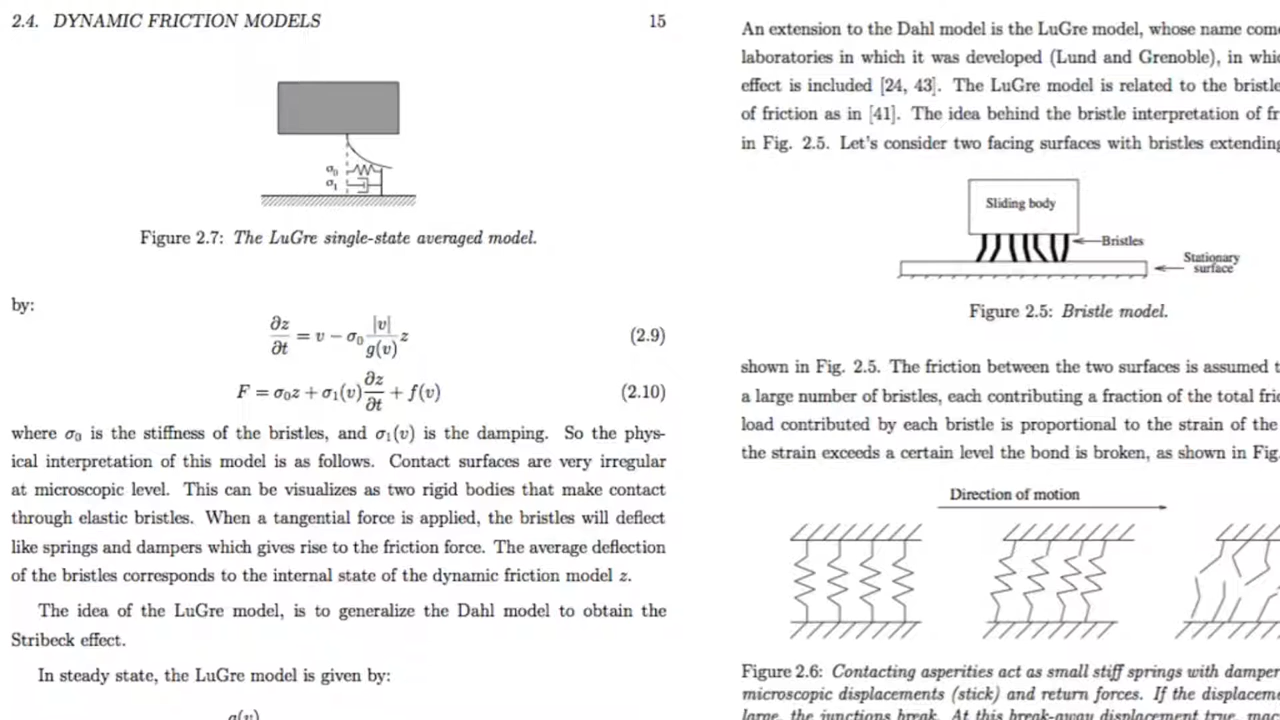 2.4. DYNAMIC FRICTION MODELS 15
σ0
σ1
Figure 2.7: The LuGre single-state averaged model.
by:
∂z/∂t = v − σ0 |v|/g(v) z (2.9)
F = σ0z + σ1(v) ∂z/∂t + f(v) (2.10)
where σ0 is the stiffness of the bristles, and σ1(v) is the damping. So the phys-
ical interpretation of this model is as follows. Contact surfaces are very irregular
at microscopic level. This can be visualizes as two rigid bodies that make contact
through elastic bristles. When a tangential force is applied, the bristles will deflect
like springs and dampers which gives rise to the friction force. The average deflection
of the bristles corresponds to the internal state of the dynamic friction model z.
The idea of the LuGre model, is to generalize the Dahl model to obtain the
Stribeck effect.
In steady state, the LuGre model is given by:
g(v)
An extension to the Dahl model is the LuGre model, whose name
laboratories in which it was developed (Lund and Grenoble), in
effect is included [24, 43]. The LuGre model is related to the
of friction as in [41]. The idea behind the bristle interpretation of
in Fig. 2.5. Let's consider two facing surfaces with bristles extending
Sliding body
Bristles
Stationary
surface
Figure 2.5: Bristle model.
shown in Fig. 2.5. The friction between the two surfaces is assumed
a large number of bristles, each contributing a fraction of the total
load contributed by each bristle is proportional to the strain of the
the strain exceeds a certain level the bond is broken, as shown in Fig.
Direction of motion
Figure 2.6: Contacting asperities act as small stiff springs with
microscopic displacements (stick) and return forces. If the
large, the junctions break. At this break-away displacement true,